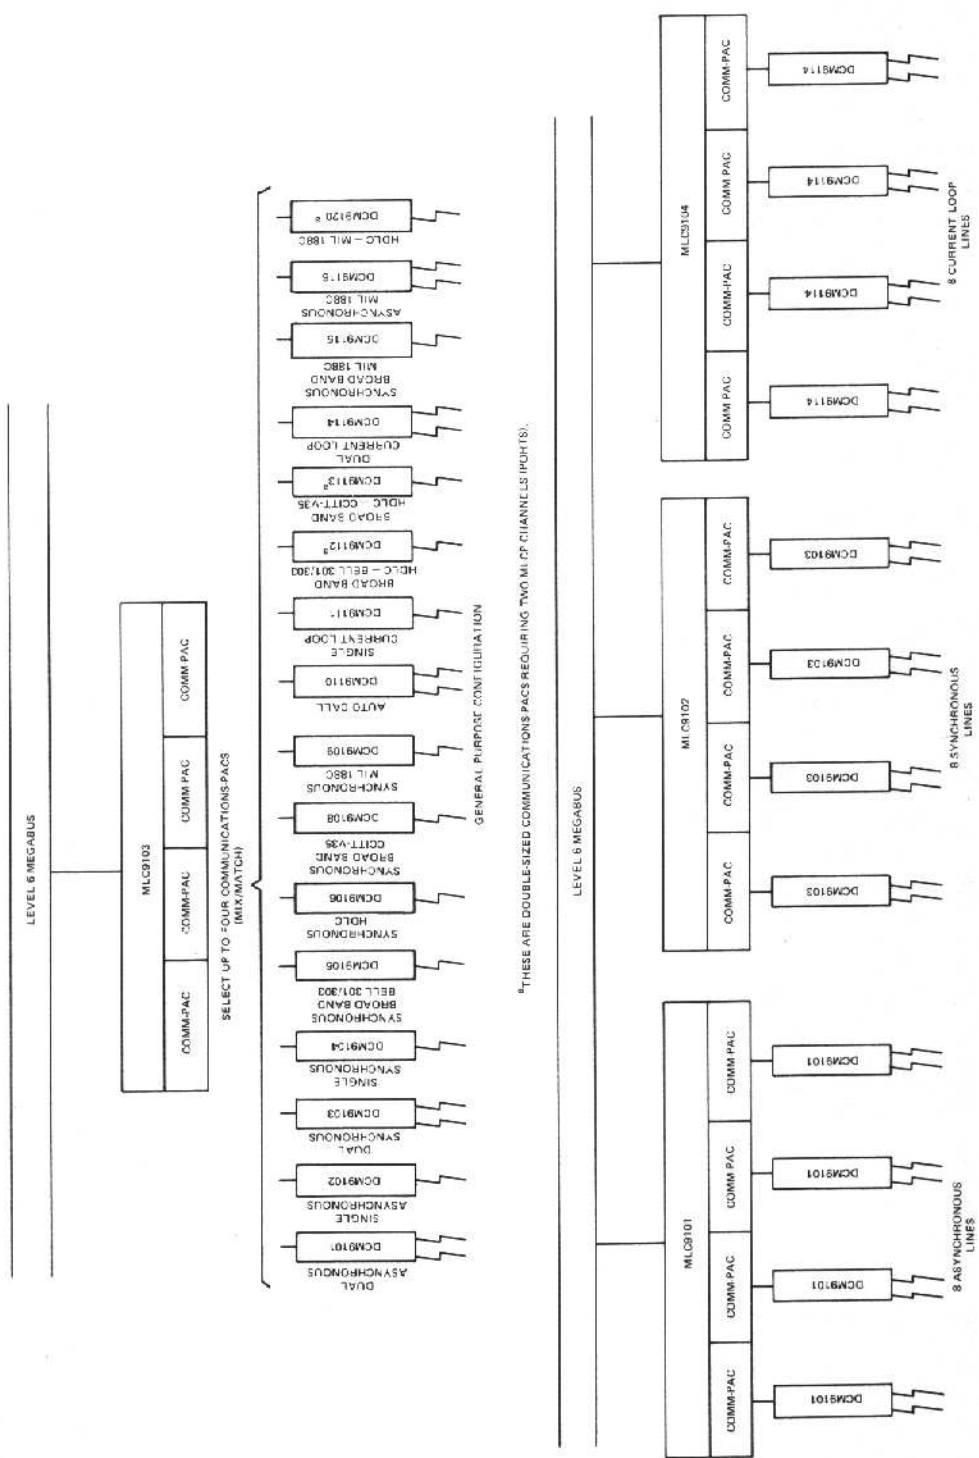 LEVEL 6 MEGABUS
MLC9103
COMM-PAC
COMM-PAC
COMM PAC
COMM-PAC
SELECT UP TO FOUR COMMUNICATIONS-PACS
(MIX/MATCH)
DUAL
ASYNCHRONOUS
DCM9101
SINGLE
ASYNCHRONOUS
DCM9102
DUAL
SYNCHRONOUS
DCM9103
SINGLE
SYNCHRONOUS
DCM9104
SYNCHRONOUS
BROAD BAND
BELL 301/303
DCM9105
SYNCHRONOUS
HDLC
DCM9106
SYNCHRONOUS
BROAD BAND
CCITT-V35
DCM9108
SYNCHRONOUS
MIL 188C
DCM9109
AUTO CALL
DCM9110
SINGLE
CURRENT LOOP
DCM9111
BROAD BAND
HDLC – BELL 301/303
DCM9112ª
BROAD BAND
HDLC – CCITT-V35
DCM9113ª
DUAL
CURRENT LOOP
DCM9114
SYNCHRONOUS
BROAD BAND
MIL 188C
DCM9115
ASYNCHRONOUS
MIL 188C
DCM9116
HDLC – MIL 188C
DCM9120 ª
GENERAL PURPOSE CONFIGURATION
ªTHESE ARE DOUBLE-SIZED COMMUNICATIONS-PACS REQUIRING TWO MLCP CHANNELS (PORTS).
LEVEL 6 MEGABUS
MLC9101
COMM-PAC
COMM-PAC
COMM PAC
COMM-PAC
DCM9101
DCM9101
DCM9101
DCM9101
8 ASYNCHRONOUS
LINES
MLC9102
COMM-PAC
COMM-PAC
COMM-PAC
COMM-PAC
DCM9103
DCM9103
DCM9103
DCM9103
8 SYNCHRONOUS
LINES
MLC9104
COMM PAC
COMM-PAC
COMM PAC
COMM-PAC
DCM9114
DCM9114
DCM9114
DCM9114
8 CURRENT LOOP
LINES